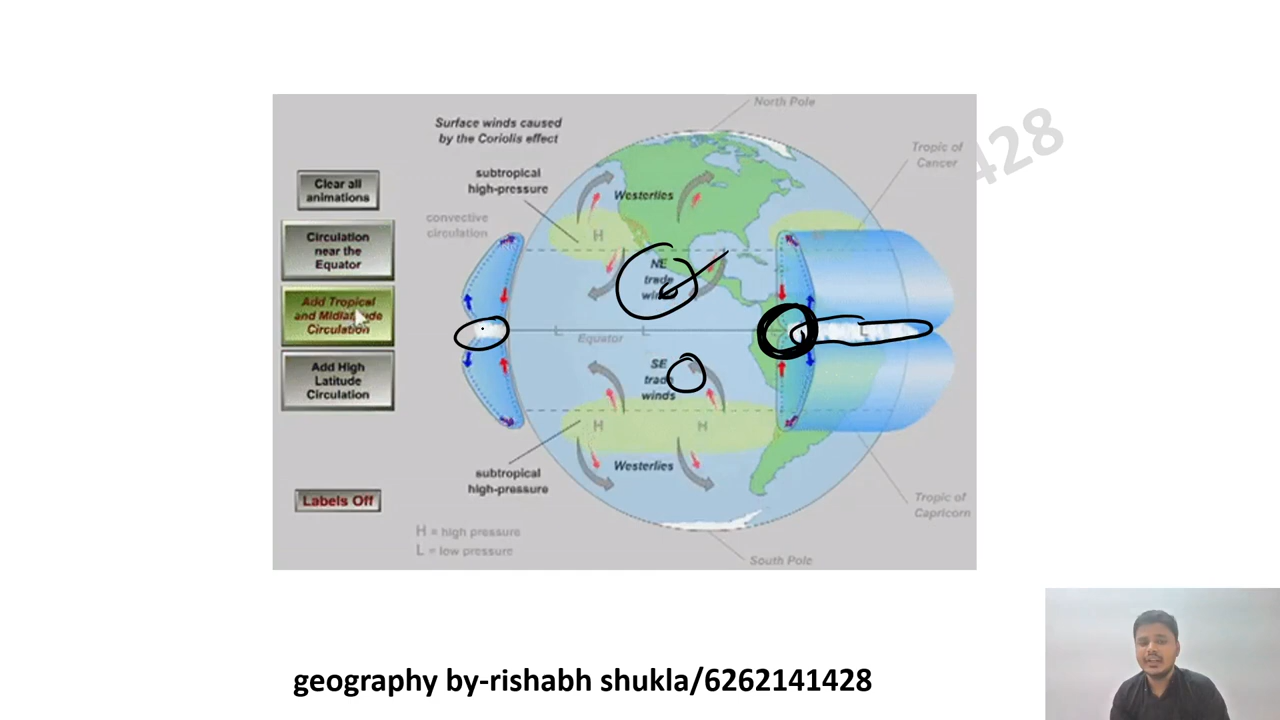 North Pole
Surface winds caused
by the Coriolis effect
428
Tropic of
Cancer
subtropical
high-pressure
Clear all
animations
Westerlies
convective
circulation
H
Circulation
near the
Equator
NE
trade
winds
Add Tropical
and Midlatitude
Circulation
L
L
L
Equator
SE
trade
winds
Add High
Latitude
Circulation
H
H
Westerlies
subtropical
high-pressure
Labels Off
Tropic of
Capricorn
H = high pressure
L = low pressure
South Pole
geography by-rishabh shukla/6262141428